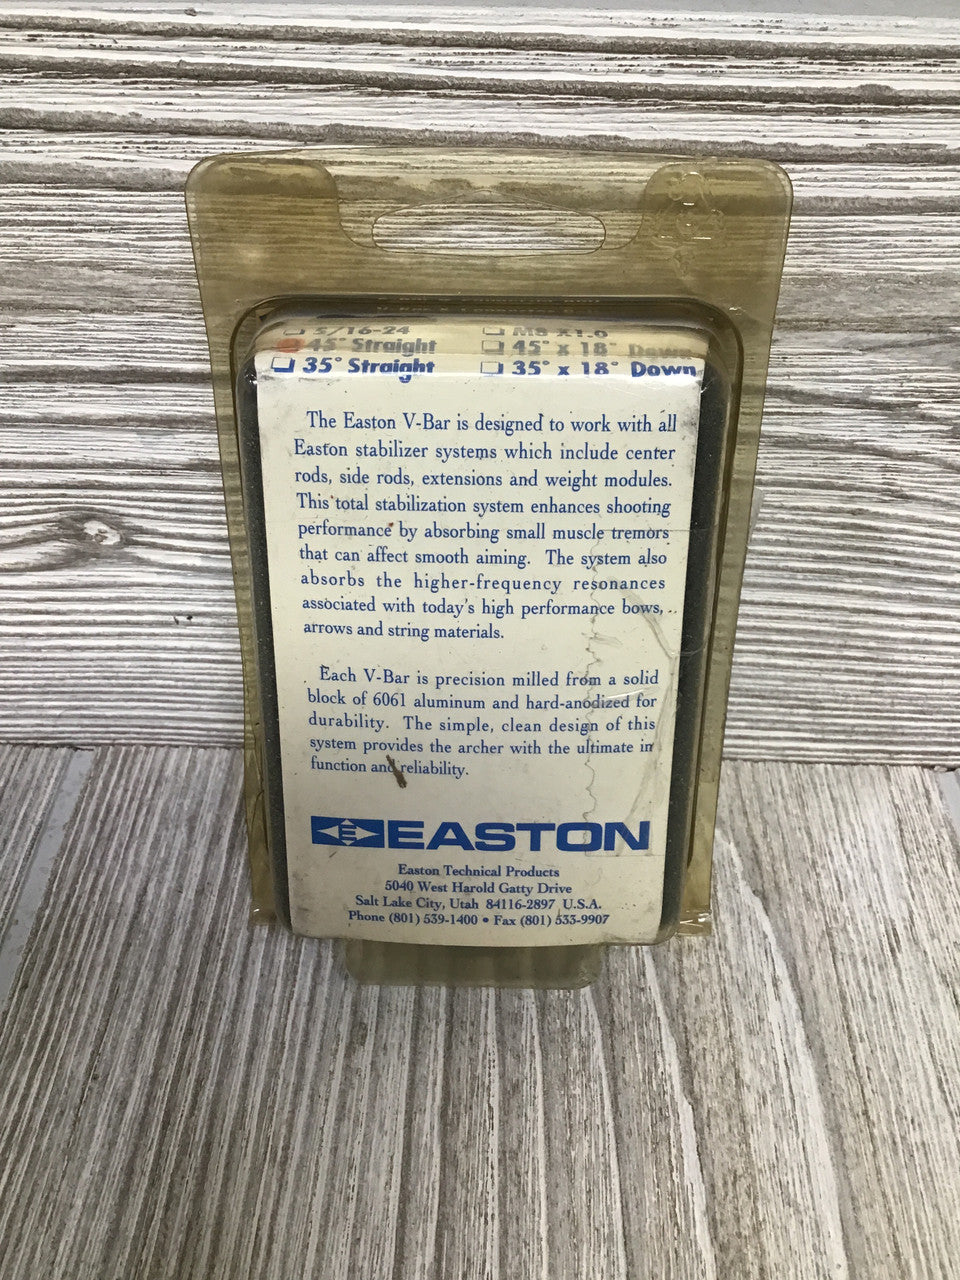 5/16-24 M8 x1.0
45° Straight 45° x 18° Down
35° Straight 35° x 18° Down
The Easton V-Bar is designed to work with all
Easton stabilizer systems which include center
rods, side rods, extensions and weight modules.
This total stabilization system enhances shooting
performance by absorbing small muscle tremors
that can affect smooth aiming. The system also
absorbs the higher-frequency resonances
associated with today's high performance bows,
arrows and string materials.
Each V-Bar is precision milled from a solid
block of 6061 aluminum and hard-anodized for
durability. The simple, clean design of this
system provides the archer with the ultimate in
function and reliability.
E EASTON
Easton Technical Products
5040 West Harold Gatty Drive
Salt Lake City, Utah 84116-2897 U.S.A.
Phone (801) 539-1400 • Fax (801) 533-9907